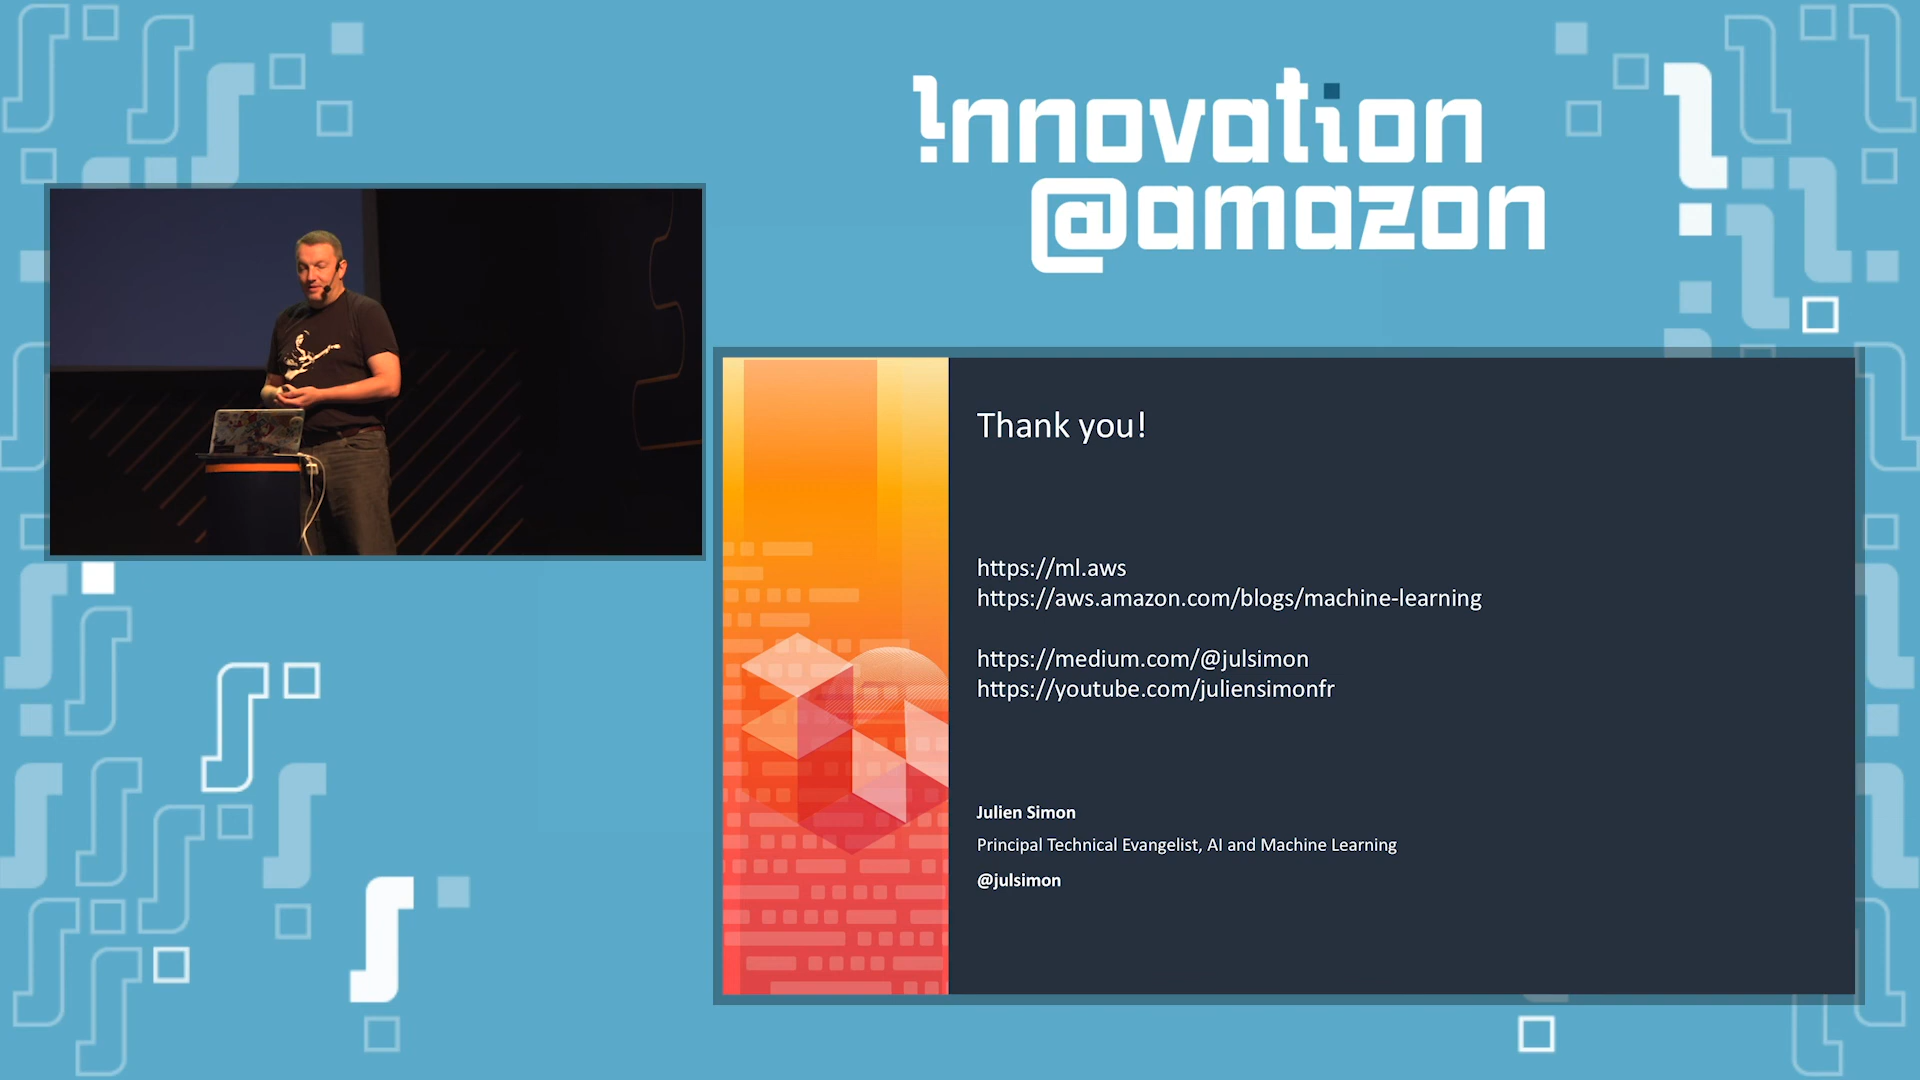 Innovation
@amazon
Thank you!
https://ml.aws
https://aws.amazon.com/blogs/machine-learning
https://medium.com/@julsimon
https://youtube.com/juliensimonfr
Julien Simon
Principal Technical Evangelist, AI and Machine Learning
@julsimon